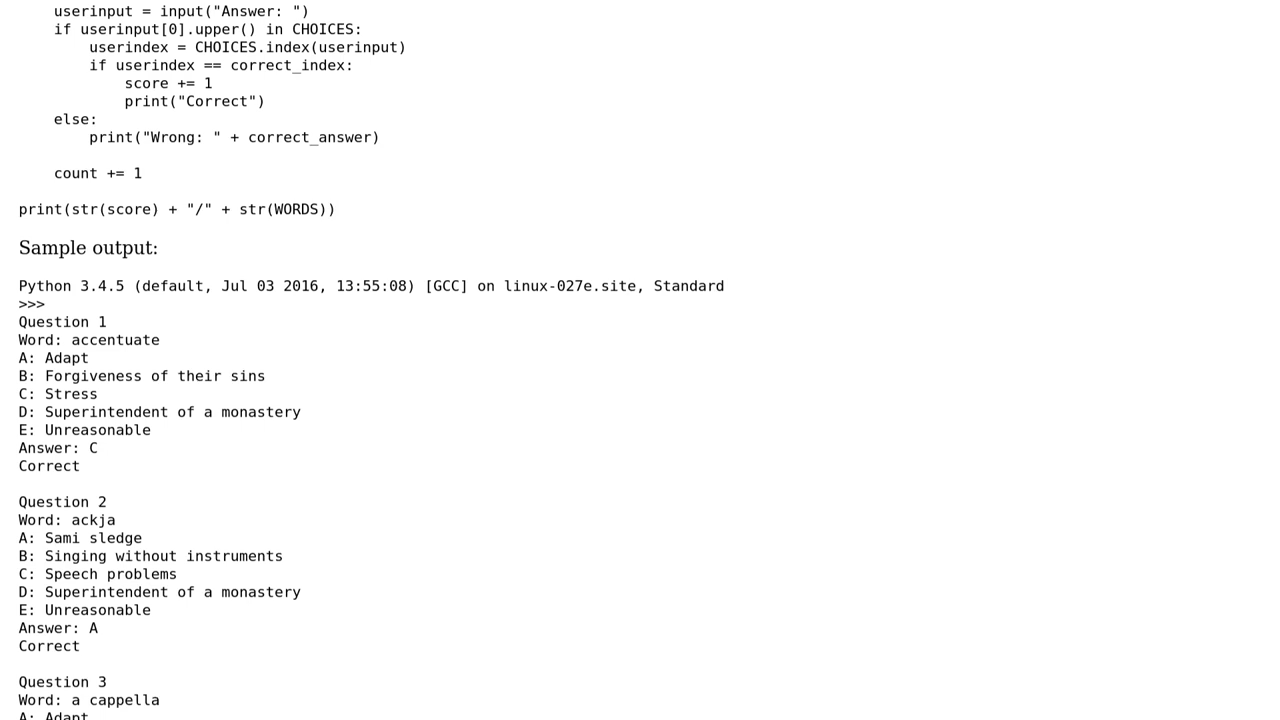 userinput = input("Answer: ")
    if userinput[0].upper() in CHOICES:
        userindex = CHOICES.index(userinput)
        if userindex == correct_index:
            score += 1
            print("Correct")
    else:
        print("Wrong: " + correct_answer)

    count += 1

print(str(score) + "/" + str(WORDS))
Sample output:
Python 3.4.5 (default, Jul 03 2016, 13:55:08) [GCC] on linux-027e.site, Standard
>>>
Question 1
Word: accentuate
A: Adapt
B: Forgiveness of their sins
C: Stress
D: Superintendent of a monastery
E: Unreasonable
Answer: C
Correct

Question 2
Word: ackja
A: Sami sledge
B: Singing without instruments
C: Speech problems
D: Superintendent of a monastery
E: Unreasonable
Answer: A
Correct

Question 3
Word: a cappella
A: Adapt